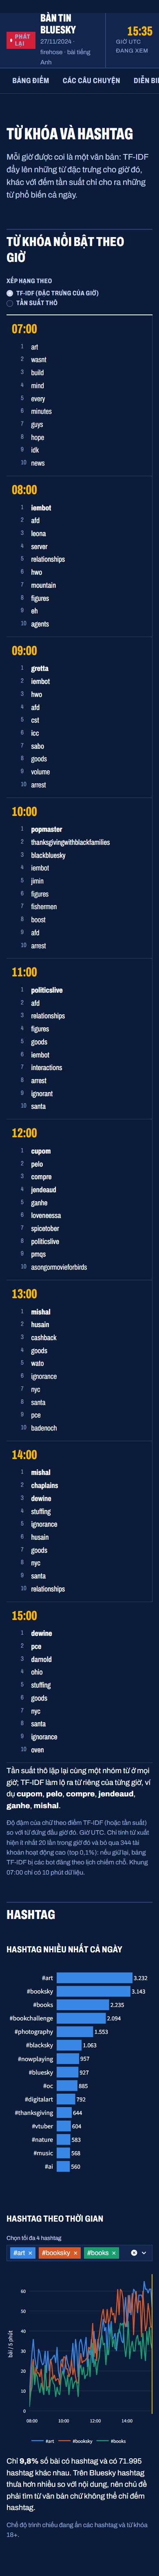 PHÁT LẠI
BẢN TIN BLUESKY
27/11/2024 · firehose · bài tiếng Anh
15:35
GIỜ UTC ĐANG XEM
BẢNG ĐIỂM
CÁC CÂU CHUYỆN
DIỄN BI
TỪ KHÓA VÀ HASHTAG
Mỗi giờ được coi là một văn bản: TF-IDF
đẩy lên những từ đặc trưng cho giờ đó,
khác với đếm tần suất chỉ cho ra những
từ phổ biến cả ngày.
TỪ KHÓA NỔI BẬT THEO
GIỜ
XẾP HẠNG THEO
TF-IDF (ĐẶC TRƯNG CỦA GIỜ)
TẦN SUẤT THÔ
07:00
1 art
2 wasnt
3 build
4 mind
5 every
6 minutes
7 guys
8 hope
9 idk
10 news
08:00
1 iembot
2 afd
3 leona
4 server
5 relationships
6 hwo
7 mountain
8 figures
9 eh
10 agents
09:00
1 gretta
2 iembot
3 hwo
4 afd
5 cst
6 icc
7 sabo
8 goods
9 volume
10 arrest
10:00
1 popmaster
2 thanksgivingwithblackfamilies
3 blackbluesky
4 iembot
5 jimin
6 figures
7 fishermen
8 boost
9 afd
10 arrest
11:00
1 politicslive
2 afd
3 relationships
4 figures
5 goods
6 iembot
7 interactions
8 arrest
9 ignorant
10 santa
12:00
1 cupom
2 pelo
3 compre
4 jendeaud
5 ganhe
6 loveneessa
7 spicetober
8 politicslive
9 pmqs
10 asongormovieforbirds
13:00
1 mishal
2 husain
3 cashback
4 goods
5 wato
6 ignorance
7 nyc
8 santa
9 pce
10 badenoch
14:00
1 mishal
2 chaplains
3 dewine
4 stuffing
5 ignorance
6 husain
7 goods
8 nyc
9 santa
10 relationships
15:00
1 dewine
2 pce
3 darnold
4 ohio
5 stuffing
6 goods
7 nyc
8 santa
9 ignorance
10 oven
Tần suất thô lặp lại cùng một nhóm từ ở mọi
giờ; TF-IDF làm lộ ra từ riêng của từng giờ, ví
dụ cupom, pelo, compre, jendeaud,
ganhe, mishal.
Độ đậm của chữ theo điểm TF-IDF (hoặc tần suất)
so với từ đứng đầu giờ đó. Giờ UTC. Chỉ tính từ xuất
hiện ít nhất 20 lần trong giờ đó và bỏ qua 344 tài
khoản hoạt động cao (top 0,1%): nếu giữ lại, bảng
TF-IDF bị các bot đăng theo lịch chiếm chỗ. Khung
07:00 chỉ có 10 phút dữ liệu.
HASHTAG
HASHTAG NHIỀU NHẤT CẢ NGÀY
#art 3.232
#booksky 3.143
#books 2.235
#bookchallenge 2.094
#photography 1.553
#blacksky 1.063
#nowplaying 957
#bluesky 927
#oc 885
#digitalart 792
#thanksgiving 644
#vtuber 604
#nature 583
#music 568
#ai 560
HASHTAG THEO THỜI GIAN
Chọn tối đa 4 hashtag
#art × #booksky × #books ×
bài / 5 phút
60
50
40
30
20
10
0
08:00 10:00 12:00 14:00
#art #booksky #books
Chỉ 9,8% số bài có hashtag và có 71.995
hashtag khác nhau. Trên Bluesky hashtag
thưa hơn nhiều so với nội dung, nên chủ đề
phải tìm từ văn bản chứ không thể chỉ đếm
hashtag.
Chế độ trình chiếu đang ẩn các hashtag và từ khóa
18+.